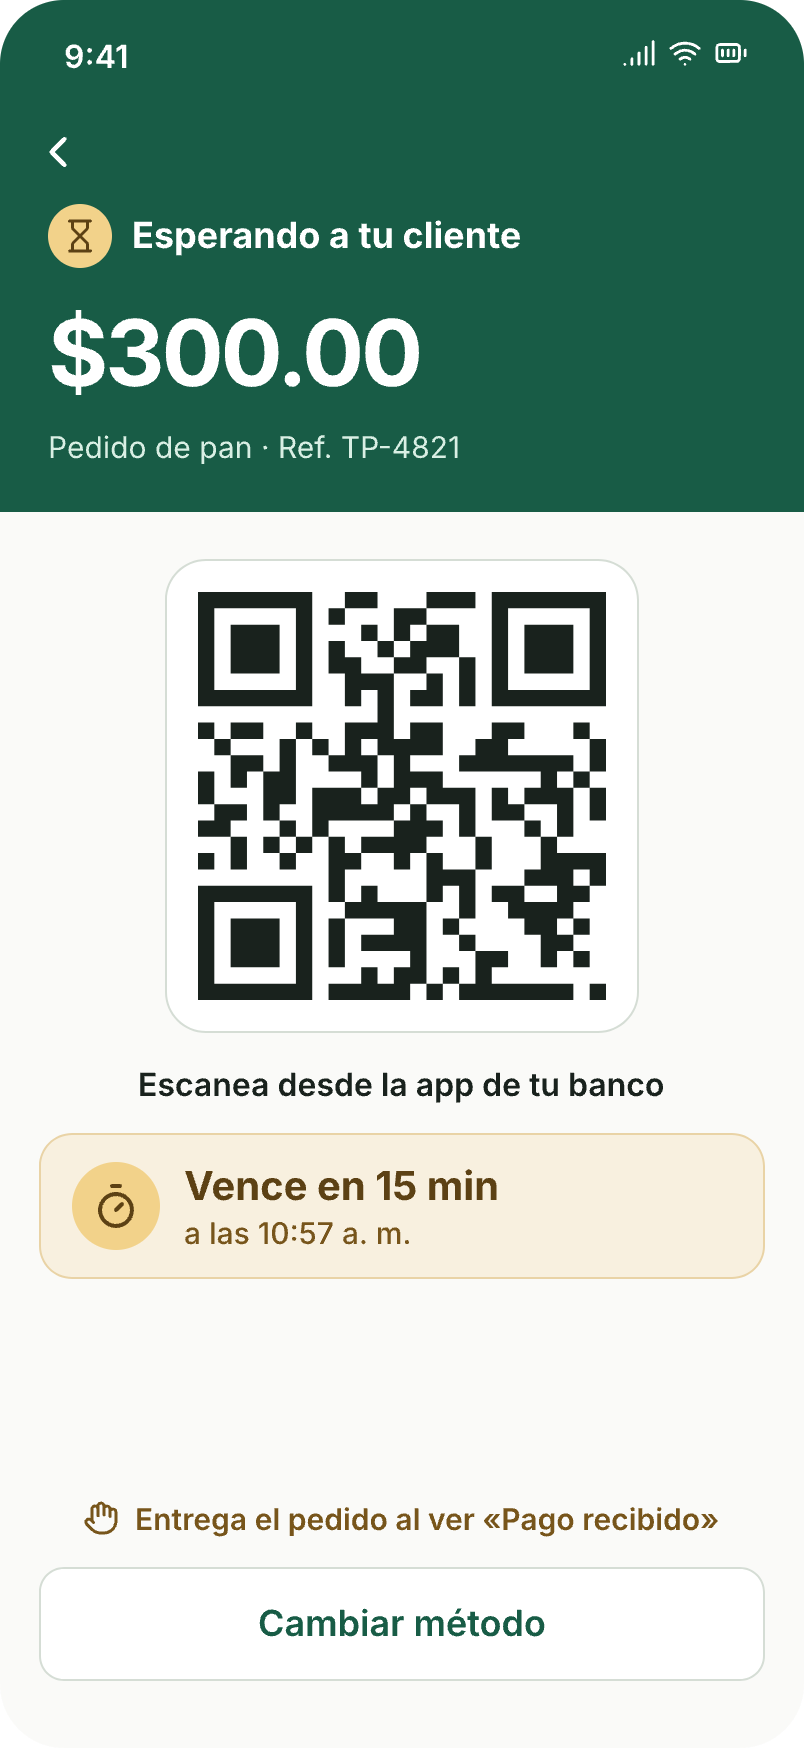 9:41
Esperando a tu cliente
$300.00
Pedido de pan · Ref. TP-4821
Escanea desde la app de tu banco
Vence en 15 min
a las 10:57 a. m.
Entrega el pedido al ver «Pago recibido»
Cambiar método